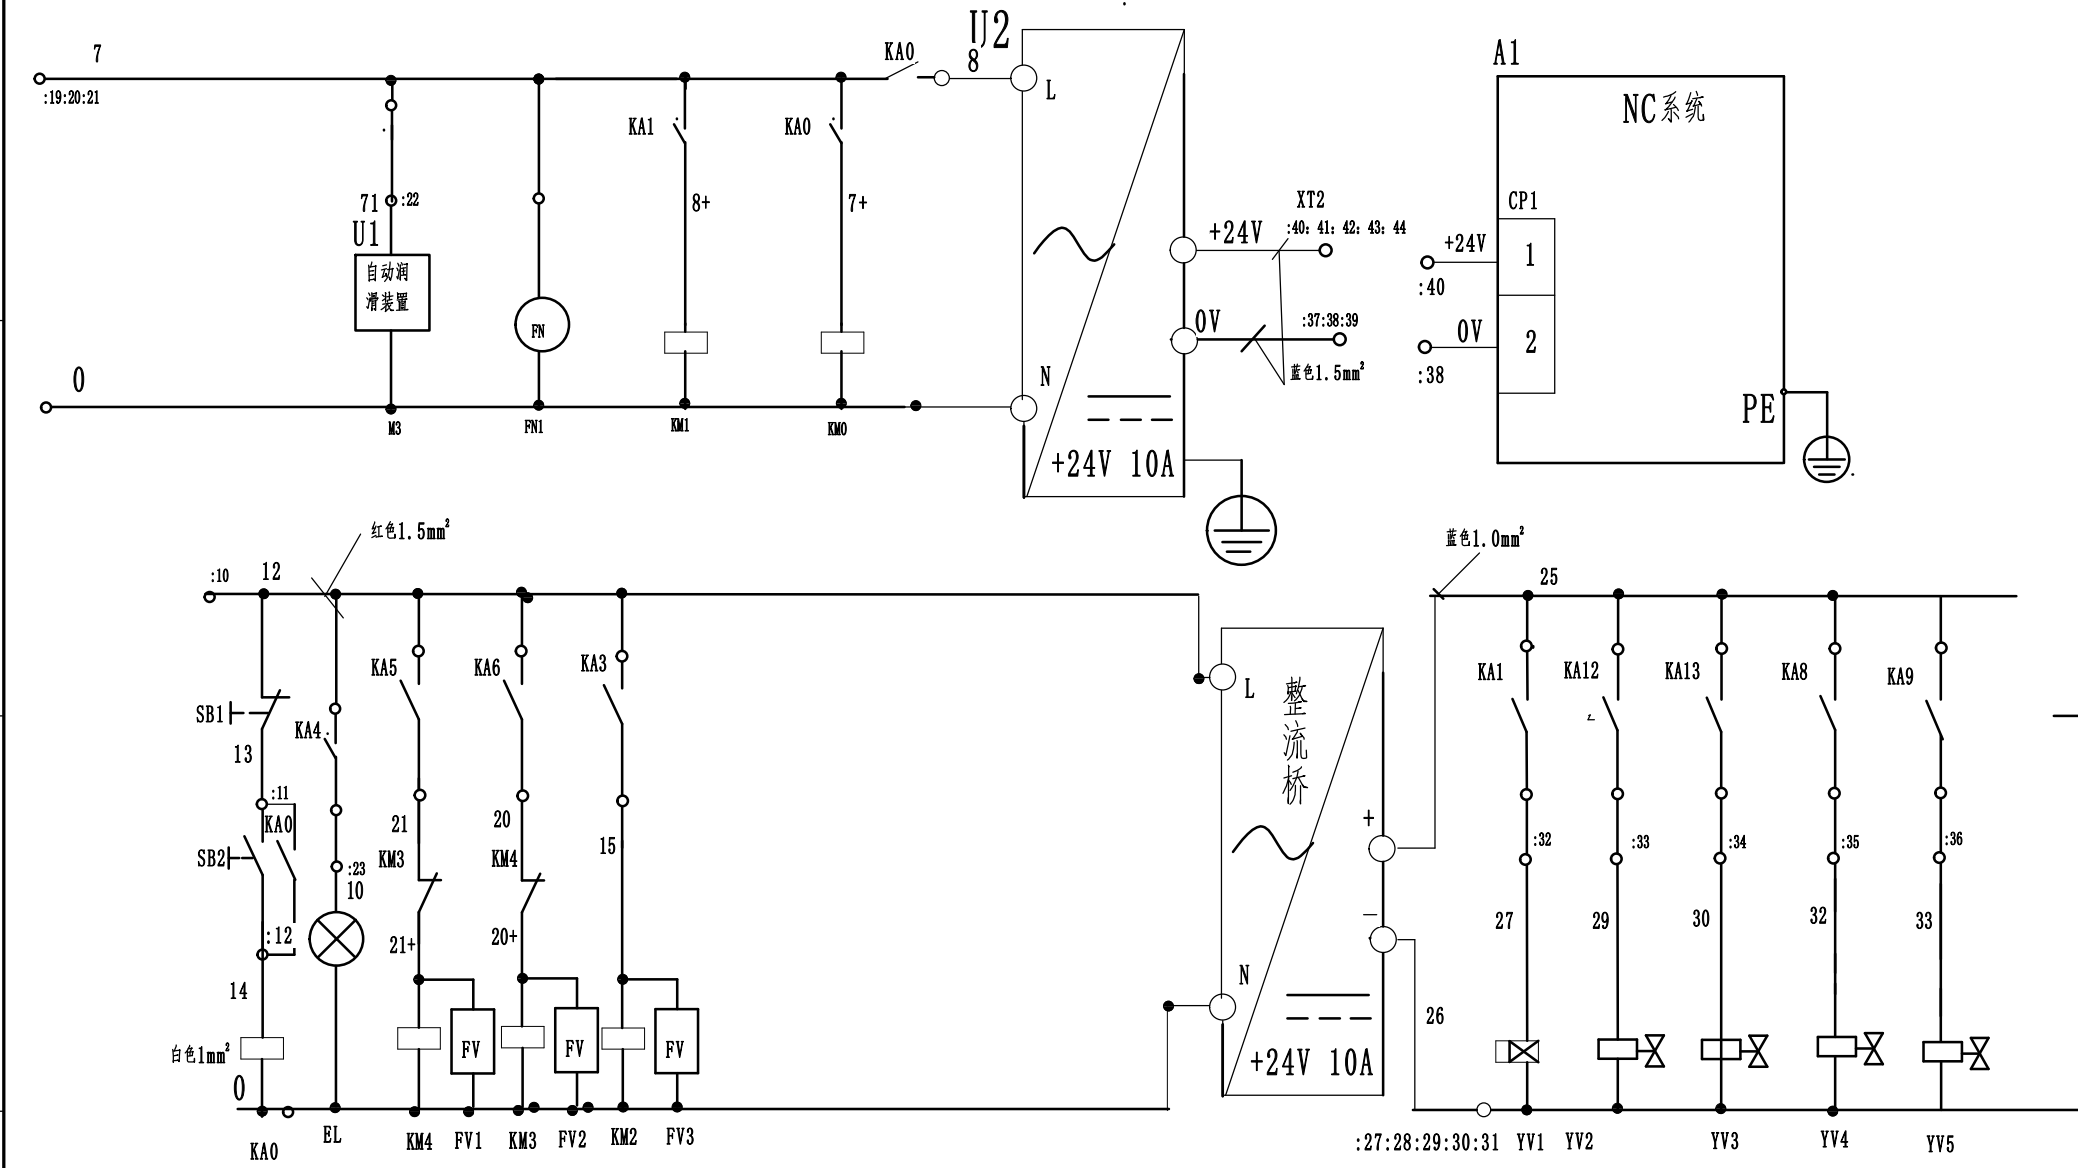 7
:19:20:21
KA0
U2
8
L
A1
NC系统
KA1
KA0
71
:22
U1
8+
7+
自动润
滑装置
FN
XT2
+24V
:40: 41: 42: 43: 44
0V
:37:38:39
蓝色1.5mm²
CP1
+24V
1
:40
0V
2
:38
PE
0
N
M3
FN1
KM1
KM0
+24V 10A
红色1.5mm²
蓝色1.0mm²
:10
12
25
KA5
KA6
KA3
KA1
KA12
KA13
KA8
KA9
SB1
KA4
L
整
流
桥
13
:11
KA0
21
20
15
+
:32
:33
:34
:35
:36
SB2
KM3
KM4
:23
10
27
29
30
32
33
:12
21+
20+
−
14
N
26
白色1mm²
FV
FV
FV
+24V 10A
0
KA0
EL
KM4
FV1
KM3
FV2
KM2
FV3
:27:28:29:30:31
YV1
YV2
YV3
YV4
YV5